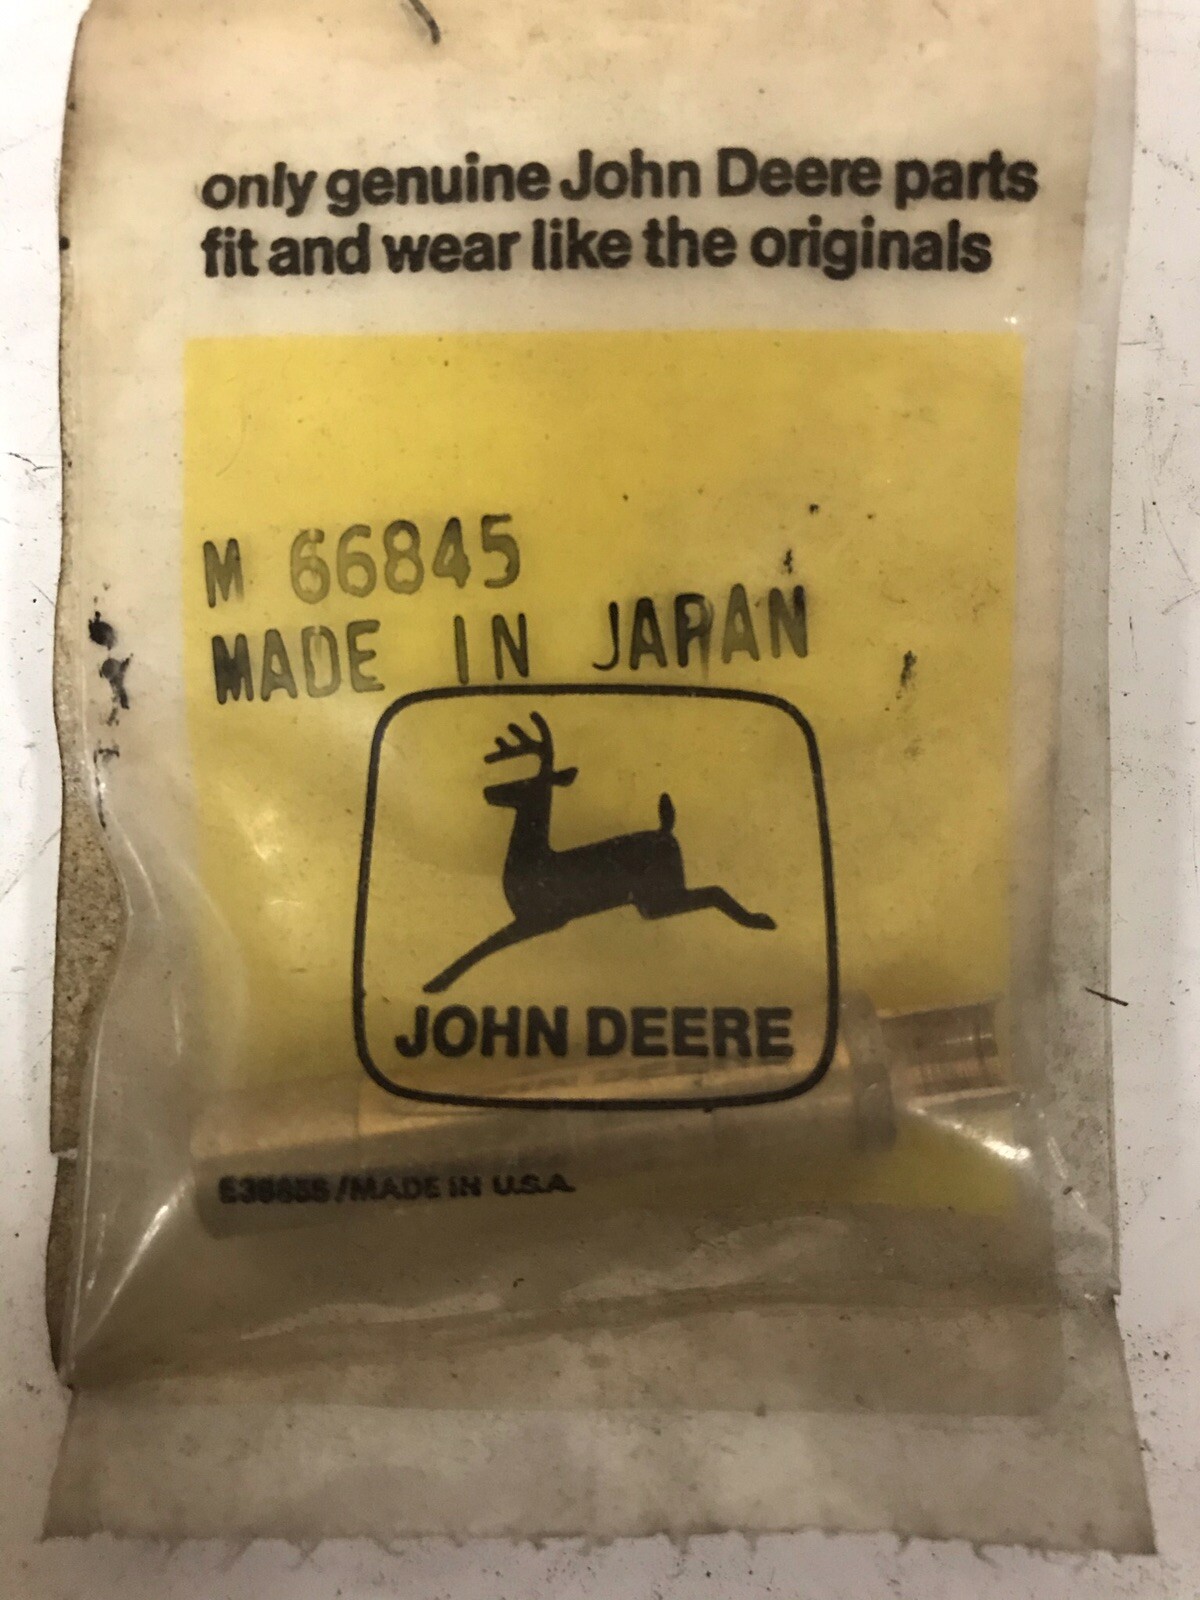 only genuine John Deere parts
fit and wear like the originals
M 66845
MADE IN JAPAN
JOHN DEERE
/MADE IN U.S.A.